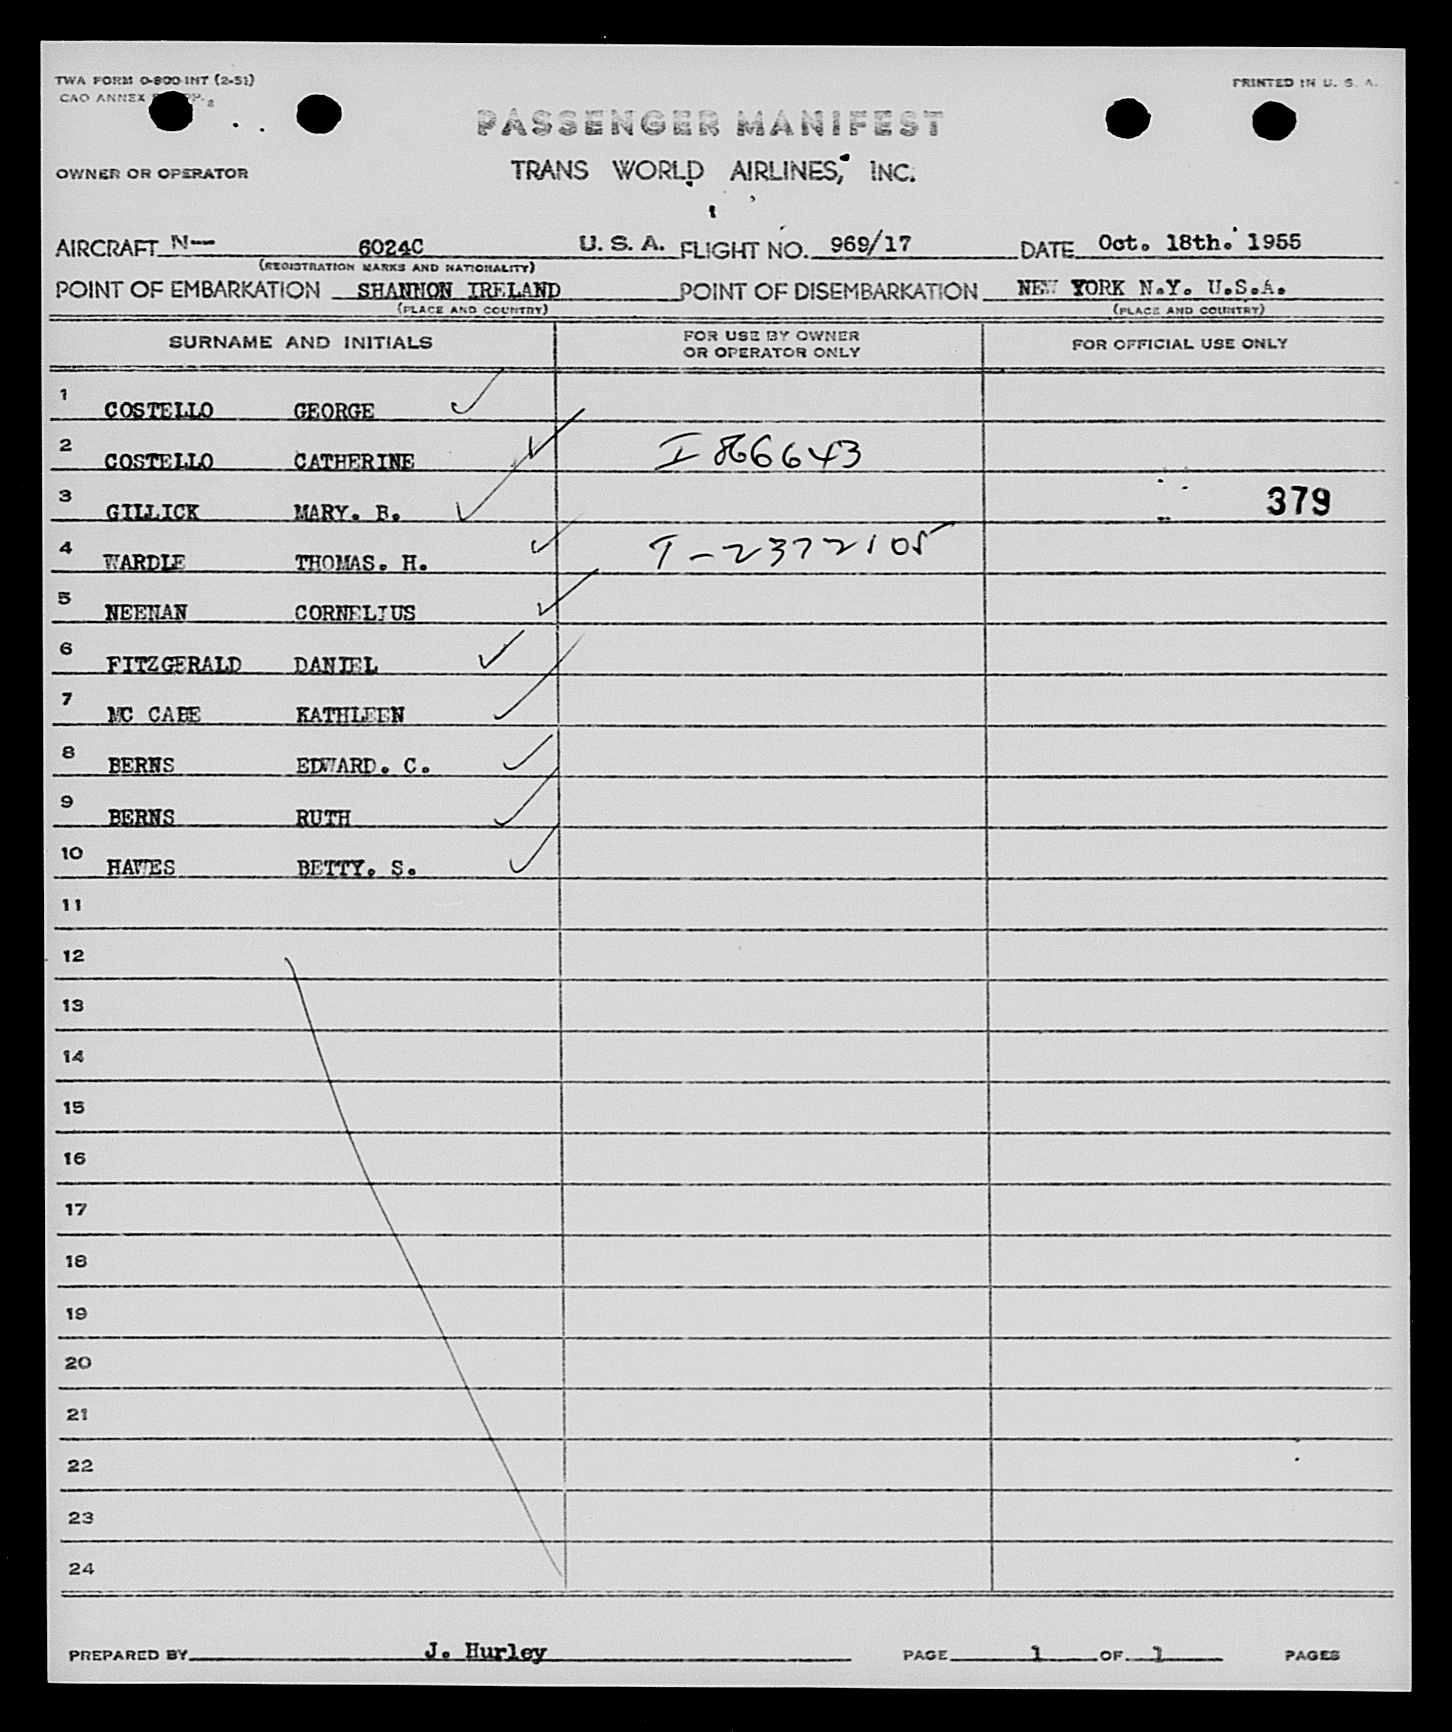 TWA FORM O-800-INT (2-51)
PRINTED IN U. S. A.
CAO ANNEX
PASSENGER MANIFEST
OWNER OR OPERATOR
TRANS WORLD AIRLINES, INC.
AIRCRAFT N-- 6024C U. S. A. FLIGHT NO. 969/17 DATE Oct. 18th. 1955
(REGISTRATION MARKS AND NATIONALITY)
POINT OF EMBARKATION SHANNON IRELAND POINT OF DISEMBARKATION NEW YORK N.Y. U.S.A.
(PLACE AND COUNTRY) (PLACE AND COUNTRY)
SURNAME AND INITIALS FOR USE BY OWNER OR OPERATOR ONLY FOR OFFICIAL USE ONLY
1 COSTELLO GEORGE
2 COSTELLO CATHERINE I 866643
3 GILLICK MARY. B. 379
4 WARDLE THOMAS. H. T-2372105
5 NEENAN CORNELIUS
6 FITZGERALD DANIEL
7 MC CABE KATHLEEN
8 BERNS EDWARD. C.
9 BERNS RUTH
10 HAWES BETTY. S.
11
12
13
14
15
16
17
18
19
20
21
22
23
24
PREPARED BY J. Hurley PAGE 1 OF 1 PAGES